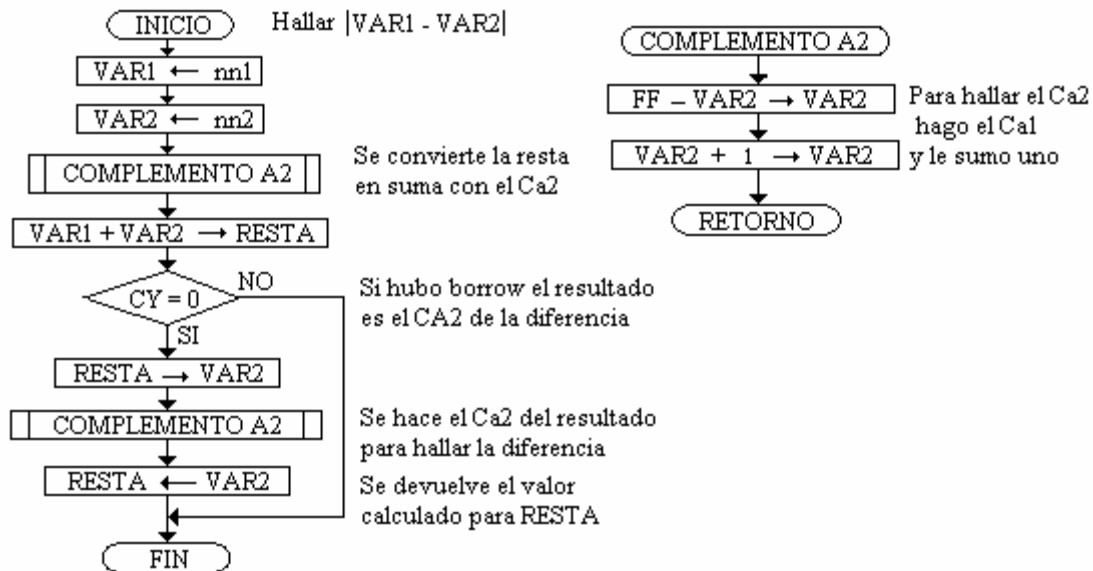 INICIO
Hallar |VAR1 - VAR2|
VAR1 ← nn1
VAR2 ← nn2
COMPLEMENTO A2
Se convierte la resta
en suma con el Ca2
VAR1 + VAR2 → RESTA
CY = 0
NO
SI
Si hubo borrow el resultado
es el CA2 de la diferencia
RESTA → VAR2
COMPLEMENTO A2
Se hace el Ca2 del resultado
para hallar la diferencia
RESTA ← VAR2
Se devuelve el valor
calculado para RESTA
FIN
COMPLEMENTO A2
FF – VAR2 → VAR2
Para hallar el Ca2
hago el Ca1
y le sumo uno
VAR2 + 1 → VAR2
RETORNO